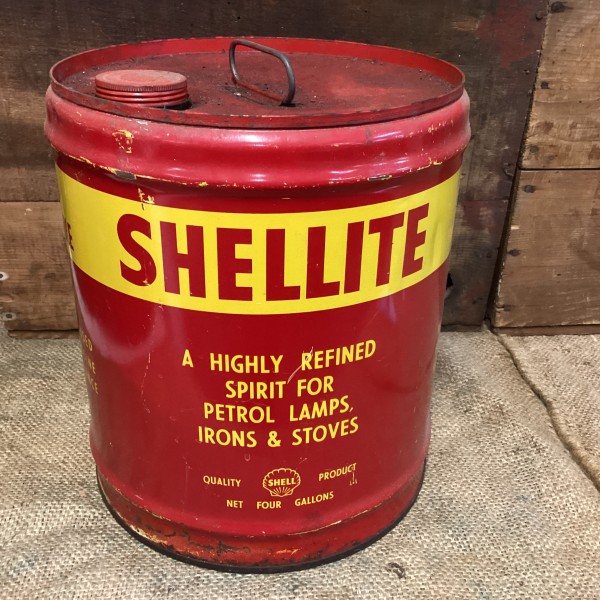 SHELLITE
A HIGHLY REFINED
SPIRIT FOR
PETROL LAMPS,
IRONS & STOVES
QUALITY SHELL PRODUCT
NET FOUR GALLONS